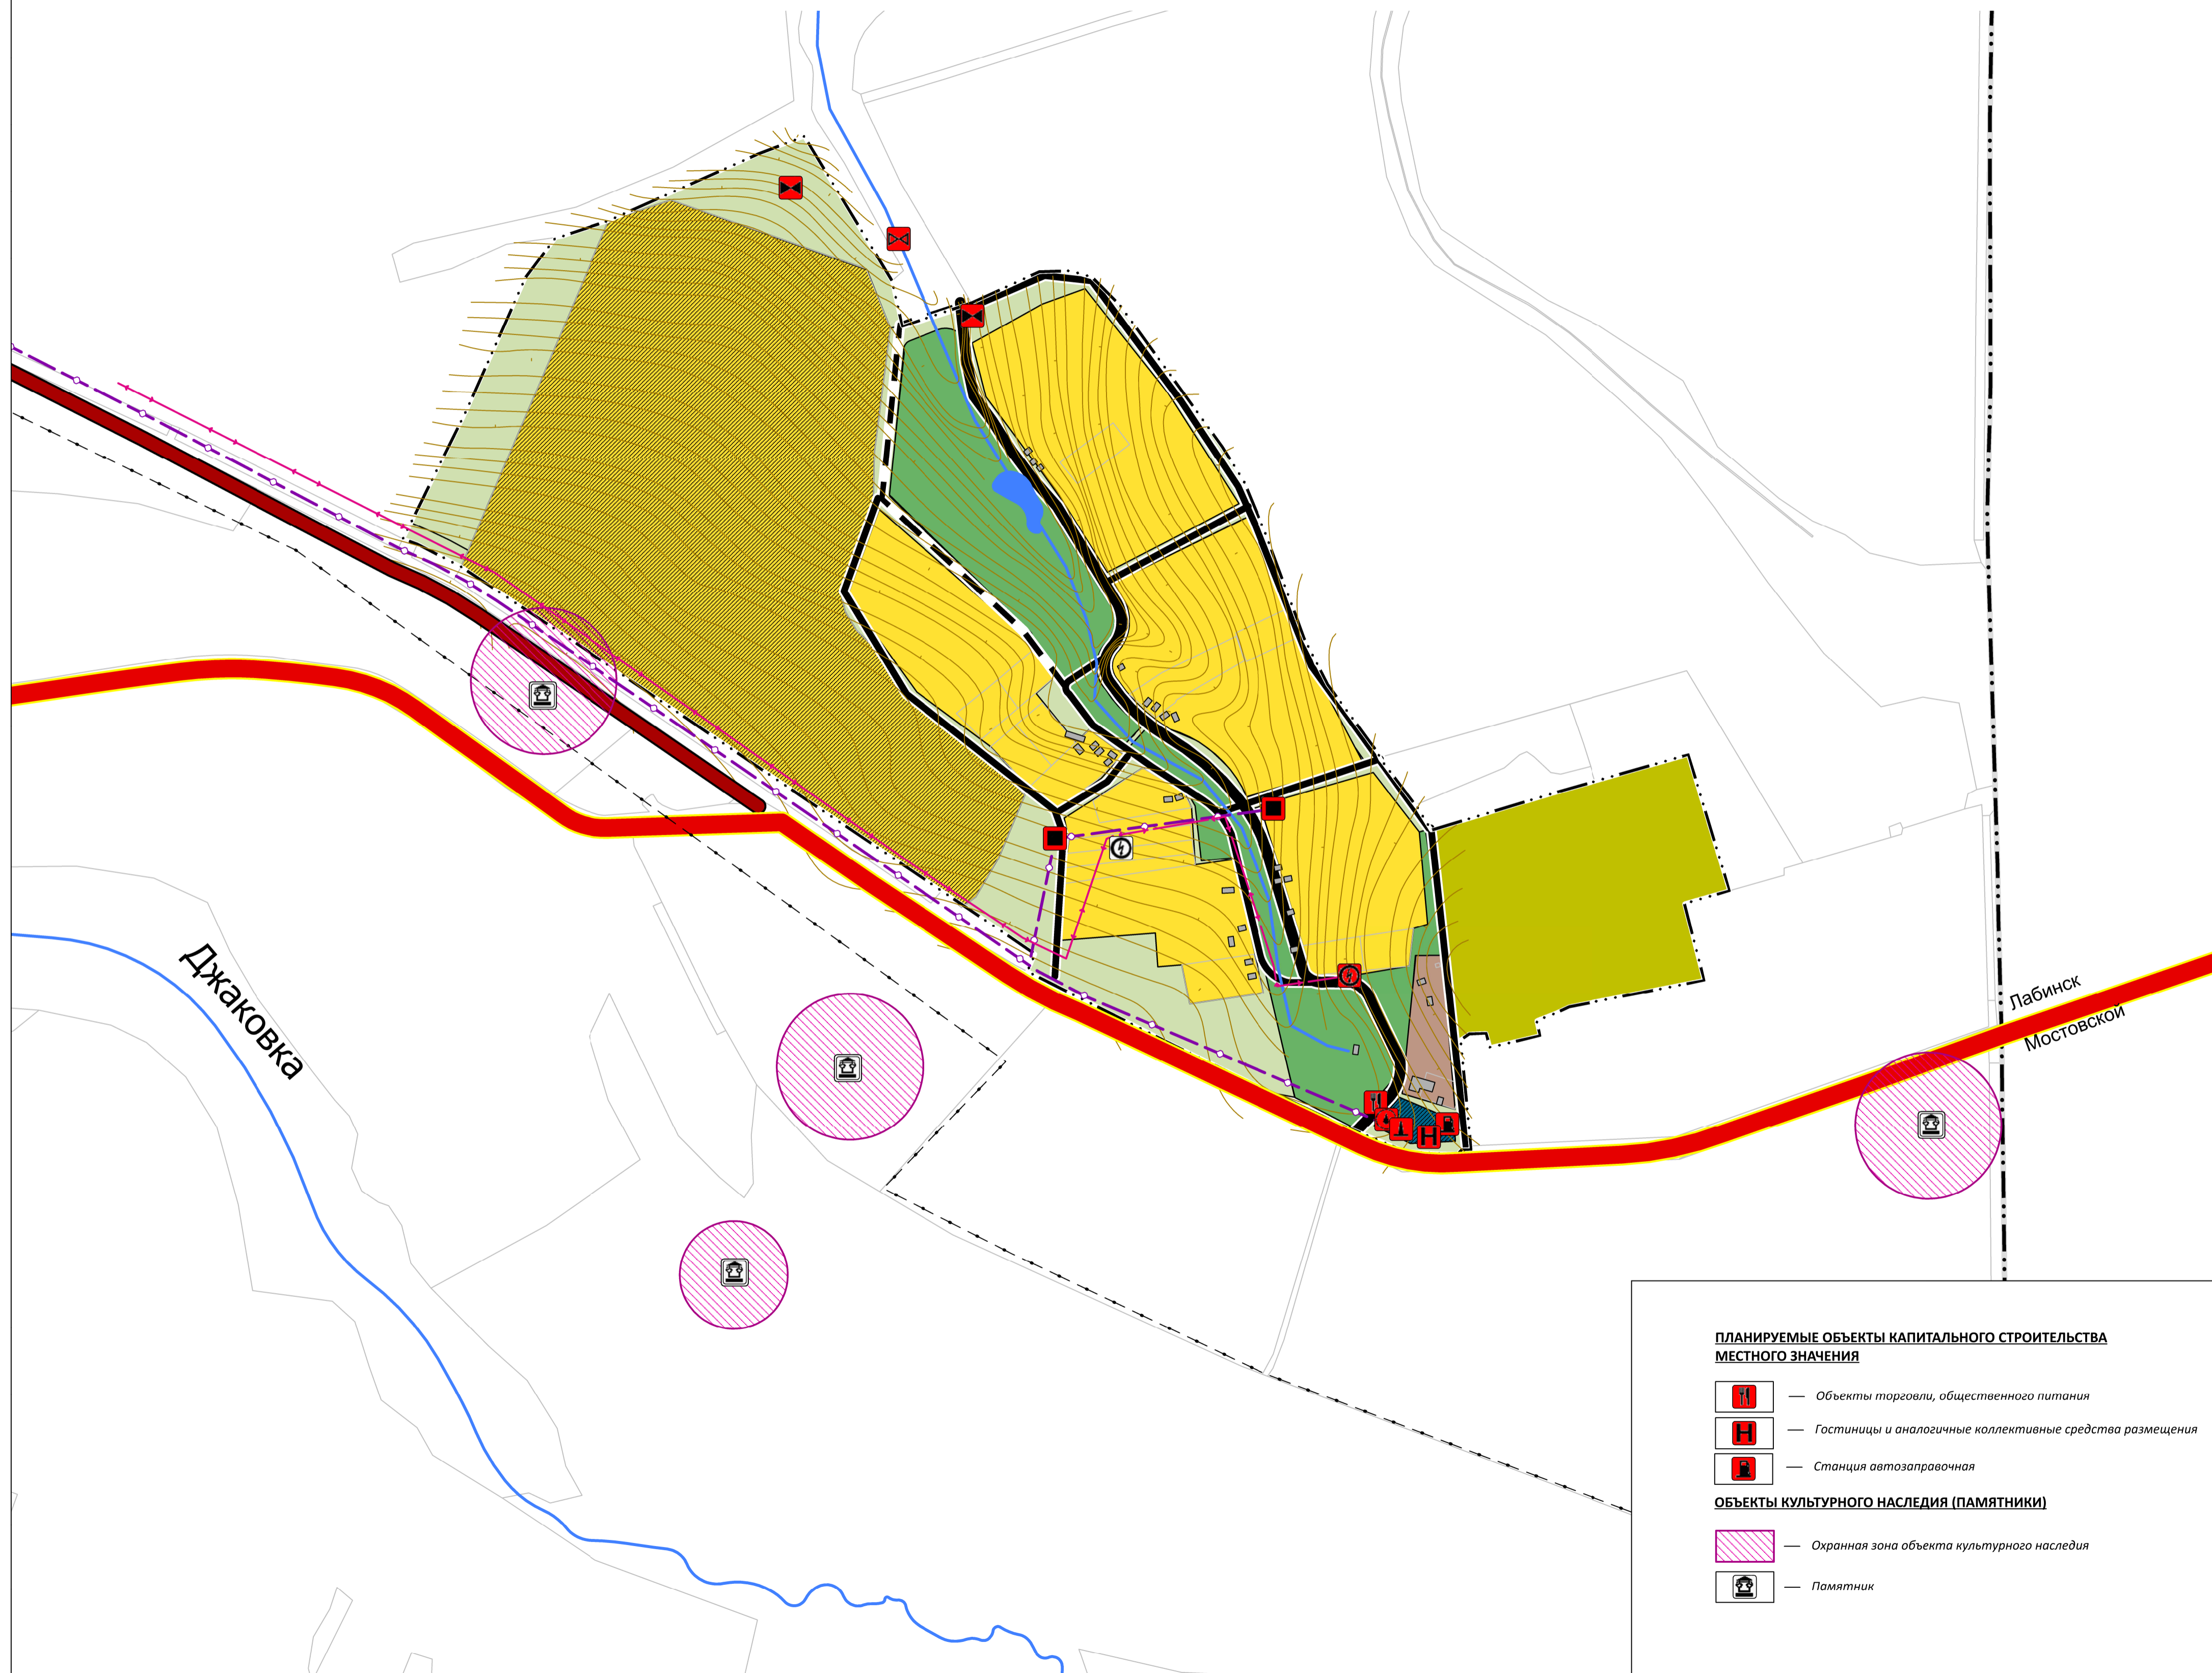 Джаковка
Лабинск
Мостовской
ПЛАНИРУЕМЫЕ ОБЪЕКТЫ КАПИТАЛЬНОГО СТРОИТЕЛЬСТВА
МЕСТНОГО ЗНАЧЕНИЯ
— Объекты торговли, общественного питания
H — Гостиницы и аналогичные коллективные средства размещения
— Станция автозаправочная
ОБЪЕКТЫ КУЛЬТУРНОГО НАСЛЕДИЯ (ПАМЯТНИКИ)
— Охранная зона объекта культурного наследия
— Памятник